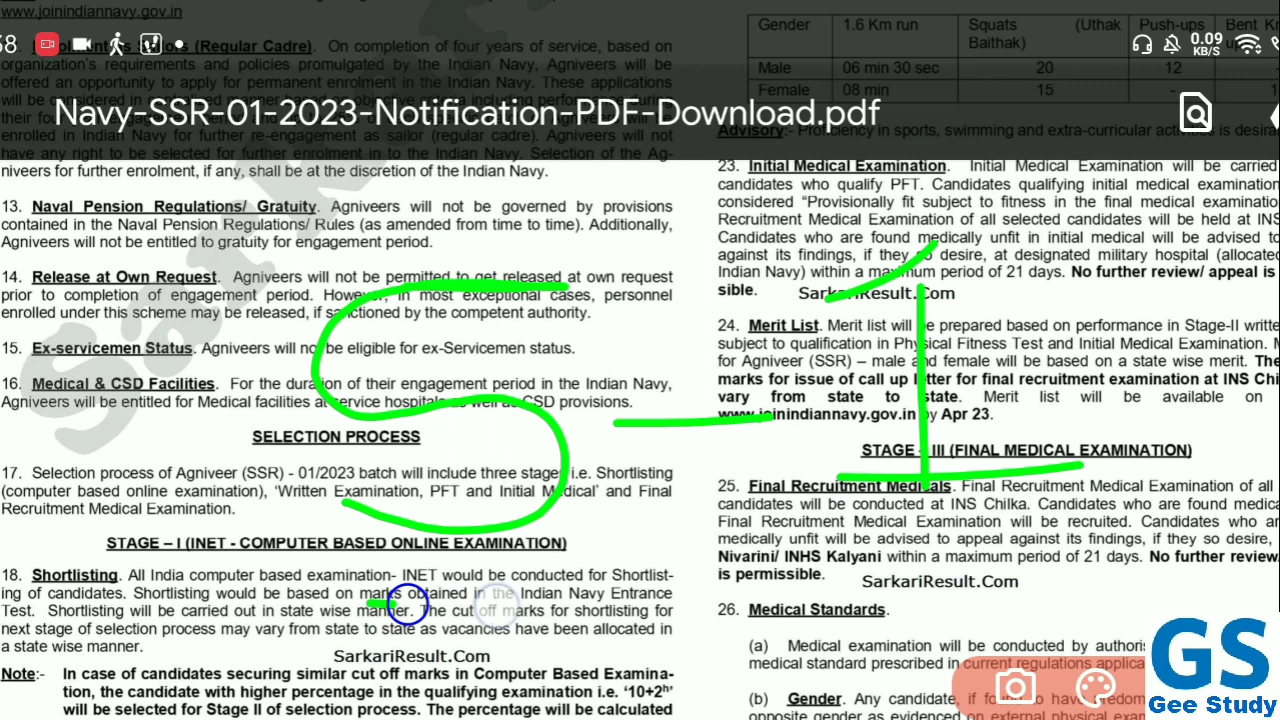 www.joinindiannavy.gov.in
(Regular Cadre). On completion of four years of service, based on
organization's requirements and policies promulgated by the Indian Navy, Agniveers will be
offered an opportunity to apply for permanent enrolment in the Indian Navy. These applications
Navy-SSR-01-2023-Notification-PDF-Download.pdf
0.09
KB/S
enrolled in Indian Navy for further re-engagement as sailor (regular cadre). Agniveers will not
have any right to be selected for further enrolment in to the Indian Navy. Selection of the Ag-
niveers for further enrolment, if any, shall be at the discretion of the Indian Navy.
13. Naval Pension Regulations/ Gratuity. Agniveers will not be governed by provisions
contained in the Naval Pension Regulations/ Rules (as amended from time to time). Additionally,
Agniveers will not be entitled to gratuity for engagement period.
14. Release at Own Request. Agniveers will not be permitted to get released at own request
prior to completion of engagement period. However, in most exceptional cases, personnel
enrolled under this scheme may be released, if sanctioned by the competent authority.
15. Ex-servicemen Status. Agniveers will not be eligible for ex-Servicemen status.
16. Medical & CSD Facilities. For the duration of their engagement period in the Indian Navy,
Agniveers will be entitled for Medical facilities at service hospitals as well as CSD provisions.
SELECTION PROCESS
17. Selection process of Agniveer (SSR) - 01/2023 batch will include three stages i.e. Shortlisting
(computer based online examination), ‘Written Examination, PFT and Initial Medical’ and Final
Recruitment Medical Examination.
STAGE – I (INET - COMPUTER BASED ONLINE EXAMINATION)
18. Shortlisting. All India computer based examination- INET would be conducted for Shortlist-
ing of candidates. Shortlisting would be based on marks obtained in the Indian Navy Entrance
Test. Shortlisting will be carried out in state wise manner. The cut off marks for shortlisting for
next stage of selection process may vary from state to state as vacancies have been allocated in
a state wise manner.
SarkariResult.Com
Note:- In case of candidates securing similar cut off marks in Computer Based Examina-
tion, the candidate with higher percentage in the qualifying examination i.e. ‘10+2’
will be selected for Stage II of selection process. The percentage will be calculated
Gender 1.6 Km run Squats (Uthak Baithak) Push-ups
Male 06 min 30 sec 20 12
Female 08 min 15 -
Advisory:- Proficiency in sports, swimming and extra-curricular activities is
23. Initial Medical Examination. Initial Medical Examination will be carried
candidates who qualify PFT. Candidates qualifying initial medical examination
considered “Provisionally fit subject to fitness in the final medical
Recruitment Medical Examination of all selected candidates will be held at INS
Candidates who are found medically unfit in initial medical will be advised to
against its findings, if they so desire, at designated military hospital (allocated
Indian Navy) within a maximum period of 21 days. No further review/ appeal is
sible.
SarkariResult.Com
24. Merit List. Merit list will be prepared based on performance in Stage-II
subject to qualification in Physical Fitness Test and Initial Medical Examination.
for Agniveer (SSR) – male and female will be based on a state wise merit. The
marks for issue of call up letter for final recruitment examination at INS
vary from state to state. Merit list will be available on
www.joinindiannavy.gov.in by Apr 23.
STAGE - III (FINAL MEDICAL EXAMINATION)
25. Final Recruitment Medicals. Final Recruitment Medical Examination of all
candidates will be conducted at INS Chilka. Candidates who are found
Final Recruitment Medical Examination will be recruited. Candidates who
medically unfit will be advised to appeal against its findings, if they so desire,
Nivarini/ INHS Kalyani within a maximum period of 21 days. No further review
is permissible.
SarkariResult.Com
26. Medical Standards.
(a) Medical examination will be conducted by
medical standard prescribed in current regulations
(b) Gender. Any candidate, if found to have
opposite gender as evidenced on external physical
GS
Gee Study